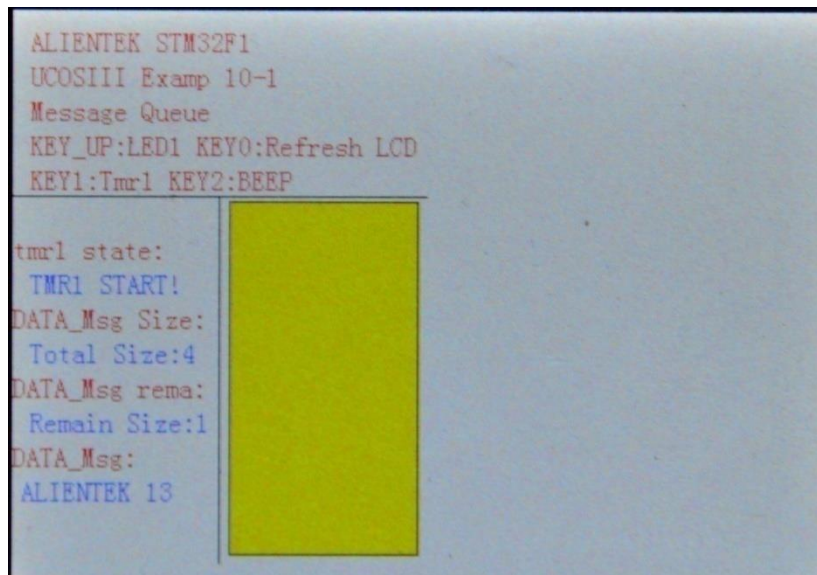 ALIENTEK STM32F1
UCOSIII Examp 10-1
Message Queue
KEY_UP:LED1 KEY0:Refresh LCD
KEY1:Tmr1 KEY2:BEEP
tmr1 state:
TMR1 START!
DATA_Msg Size:
Total Size:4
DATA_Msg rema:
Remain Size:1
DATA_Msg:
ALIENTEK 13